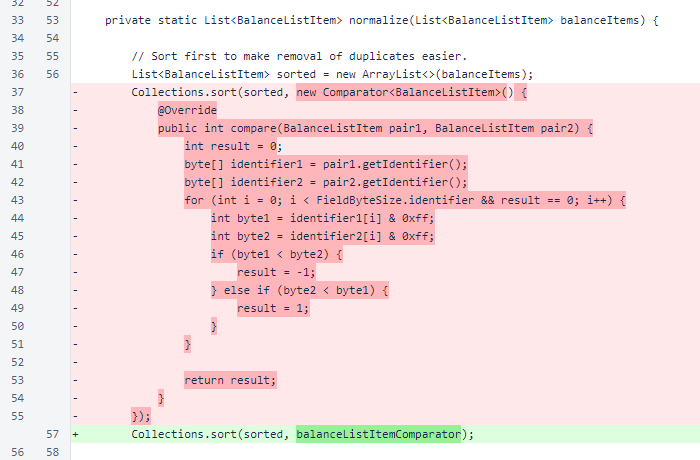 32 52
33 53 private static List<BalanceListItem> normalize(List<BalanceListItem> balanceItems) {
34 54
35 55 // Sort first to make removal of duplicates easier.
36 56 List<BalanceListItem> sorted = new ArrayList<>(balanceItems);
37 - Collections.sort(sorted, new Comparator<BalanceListItem>() {
38 - @Override
39 - public int compare(BalanceListItem pair1, BalanceListItem pair2) {
40 - int result = 0;
41 - byte[] identifier1 = pair1.getIdentifier();
42 - byte[] identifier2 = pair2.getIdentifier();
43 - for (int i = 0; i < FieldByteSize.identifier && result == 0; i++) {
44 - int byte1 = identifier1[i] & 0xff;
45 - int byte2 = identifier2[i] & 0xff;
46 - if (byte1 < byte2) {
47 - result = -1;
48 - } else if (byte2 < byte1) {
49 - result = 1;
50 - }
51 - }
52 -
53 - return result;
54 - }
55 - });
57 + Collections.sort(sorted, balanceListItemComparator);
56 58